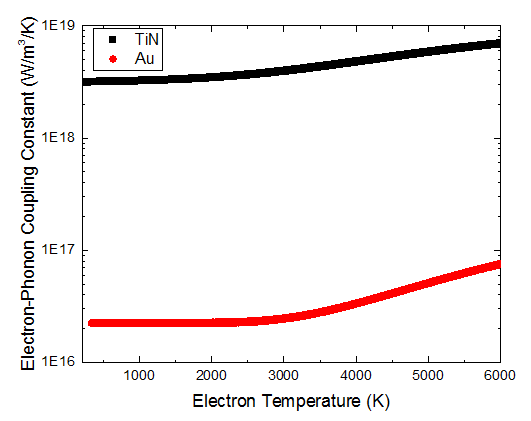 1E19
TiN
Au
1E18
1E17
1E16
1000
2000
3000
4000
5000
6000
Electron Temperature (K)
Electron-Phonon Coupling Constant (W/m³/K)